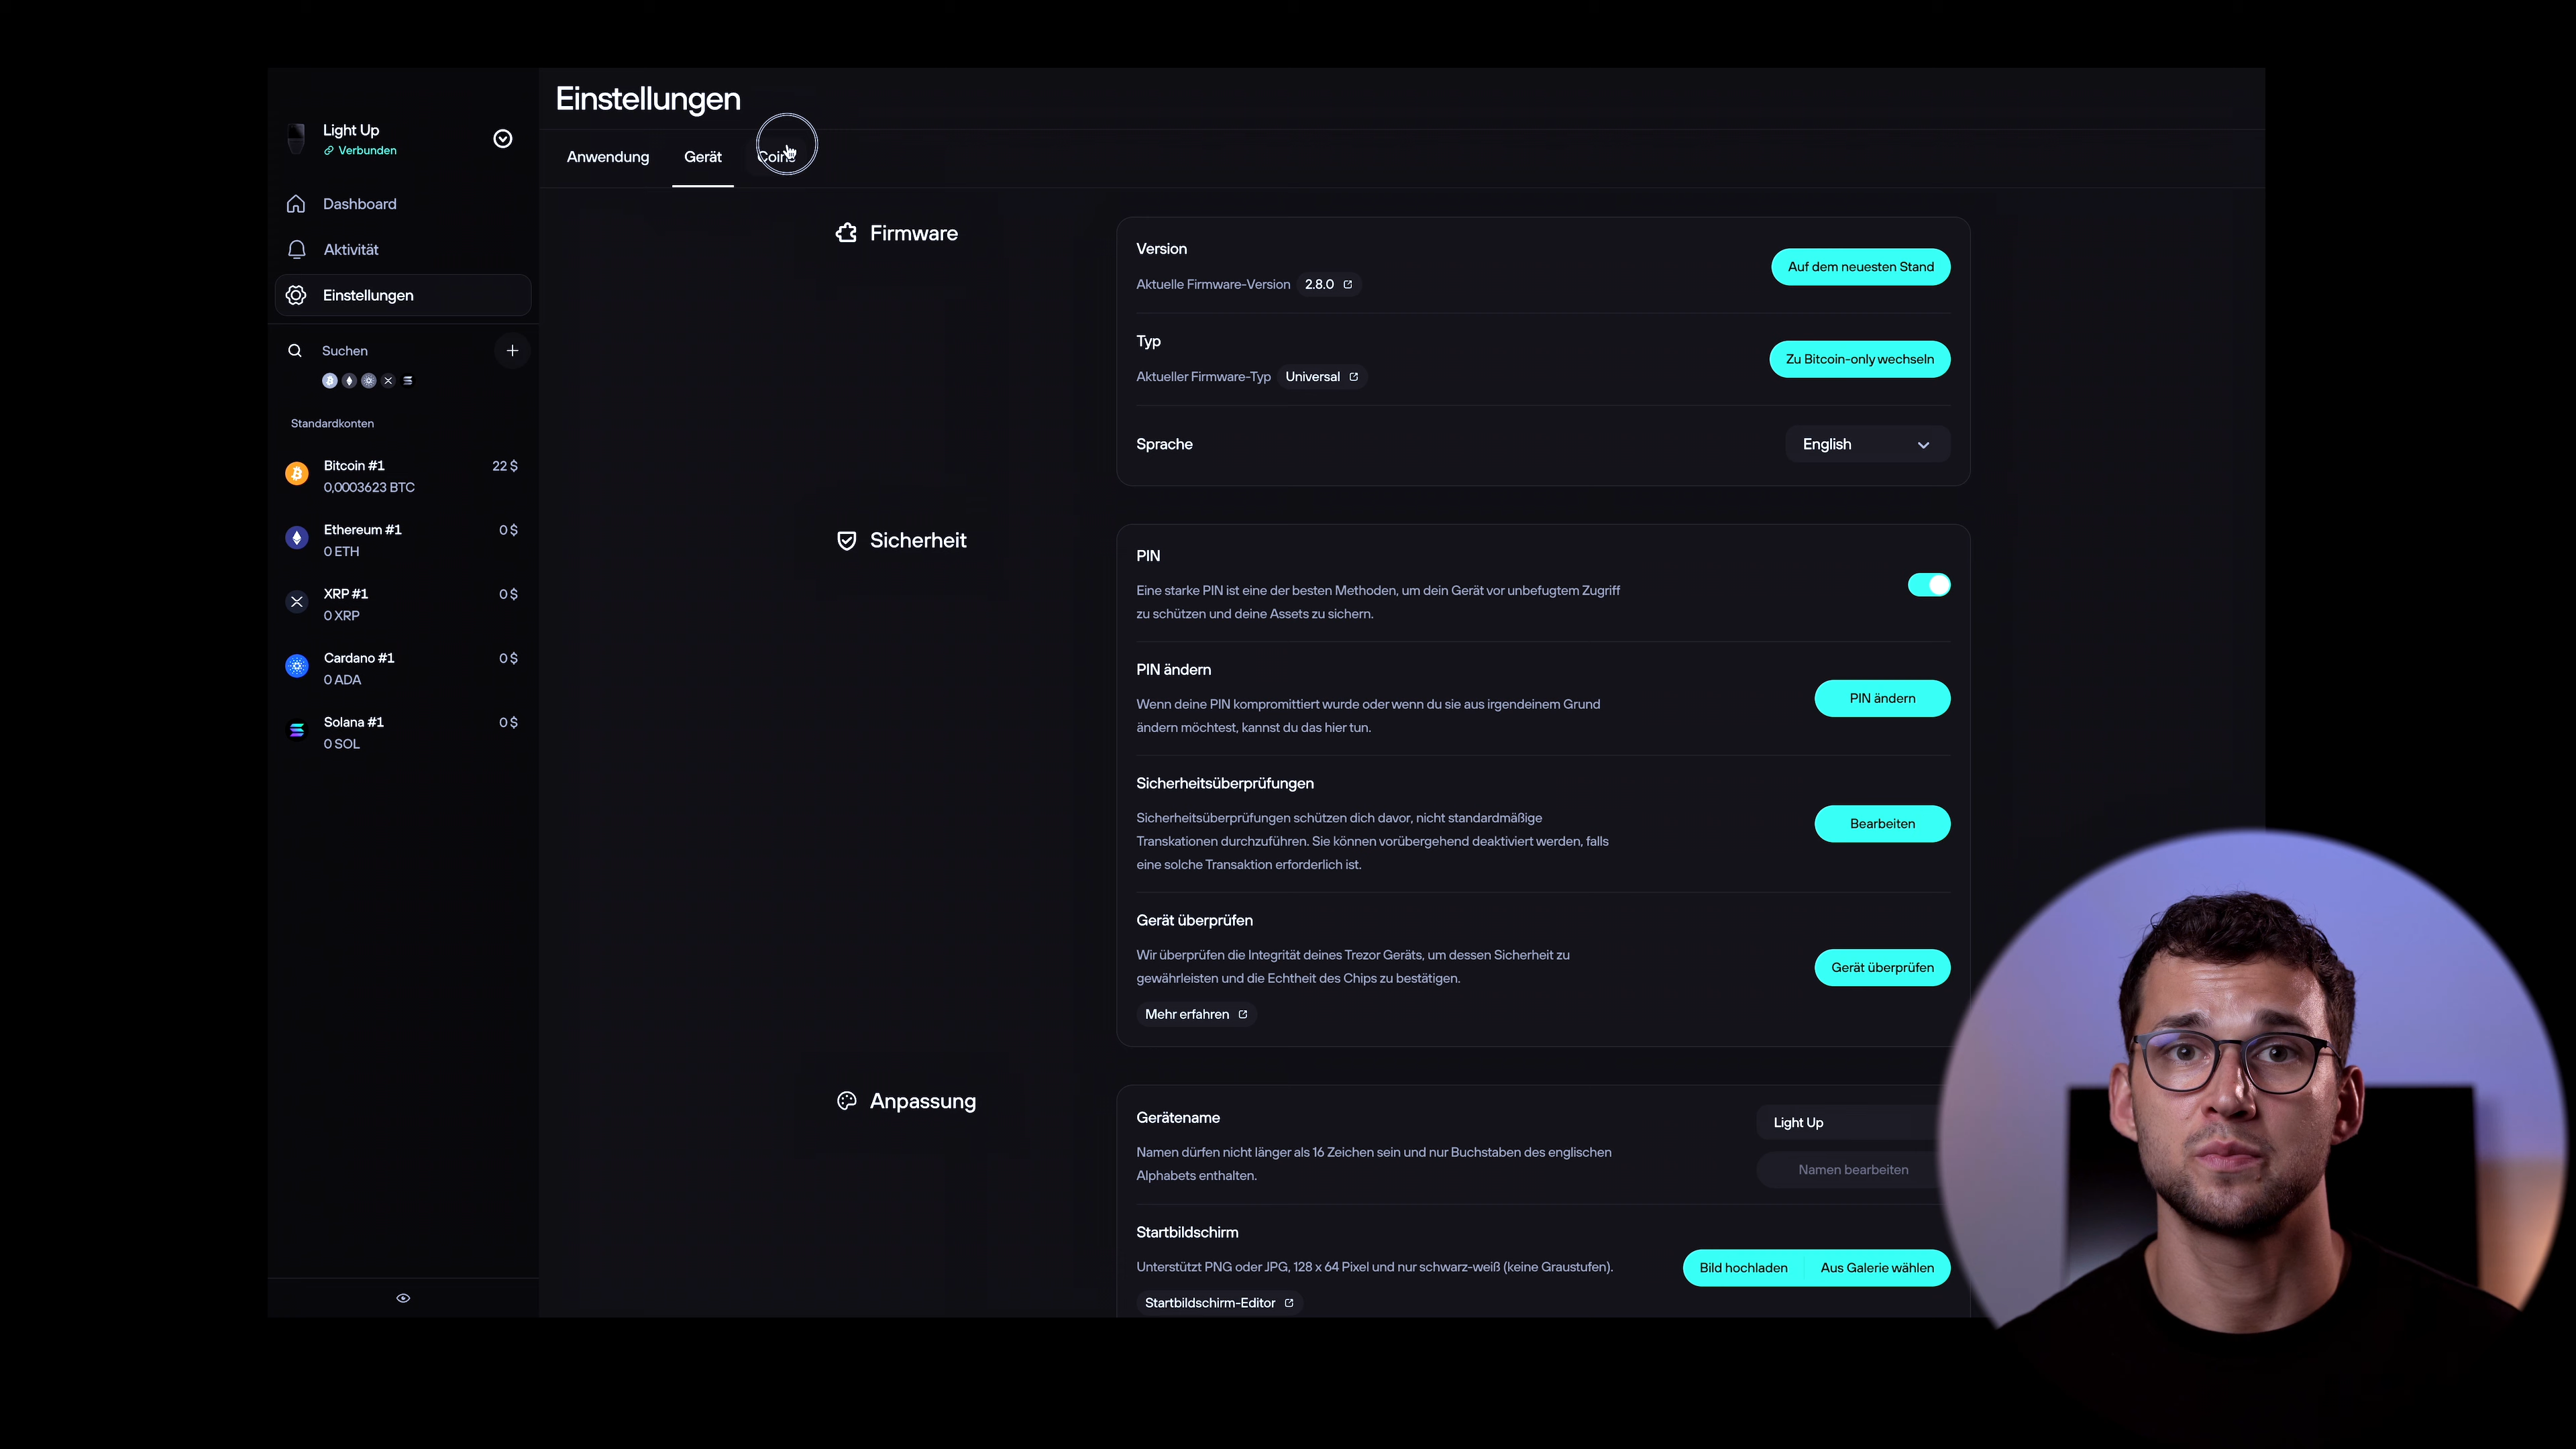 Einstellungen
Light Up
Verbunden
Anwendung
Gerät
Coins
Dashboard
Aktivität
Einstellungen
Suchen
Standardkonten
Bitcoin #1
22 $
0,0003623 BTC
Ethereum #1
0 $
0 ETH
XRP #1
0 $
0 XRP
Cardano #1
0 $
0 ADA
Solana #1
0 $
0 SOL
Firmware
Version
Aktuelle Firmware-Version 2.8.0
Auf dem neuesten Stand
Typ
Aktueller Firmware-Typ Universal
Zu Bitcoin-only wechseln
Sprache
English
Sicherheit
PIN
Eine starke PIN ist eine der besten Methoden, um dein Gerät vor unbefugtem Zugriff
zu schützen und deine Assets zu sichern.
PIN ändern
Wenn deine PIN kompromittiert wurde oder wenn du sie aus irgendeinem Grund
ändern möchtest, kannst du das hier tun.
PIN ändern
Sicherheitsüberprüfungen
Sicherheitsüberprüfungen schützen dich davor, nicht standardmäßige
Transkationen durchzuführen. Sie können vorübergehend deaktiviert werden, falls
eine solche Transaktion erforderlich ist.
Bearbeiten
Gerät überprüfen
Wir überprüfen die Integrität deines Trezor Geräts, um dessen Sicherheit zu
gewährleisten und die Echtheit des Chips zu bestätigen.
Mehr erfahren
Gerät überprüfen
Anpassung
Gerätename
Namen dürfen nicht länger als 16 Zeichen sein und nur Buchstaben des englischen
Alphabets enthalten.
Light Up
Namen bearbeiten
Startbildschirm
Unterstützt PNG oder JPG, 128 x 64 Pixel und nur schwarz-weiß (keine Graustufen).
Startbildschirm-Editor
Bild hochladen
Aus Galerie wählen